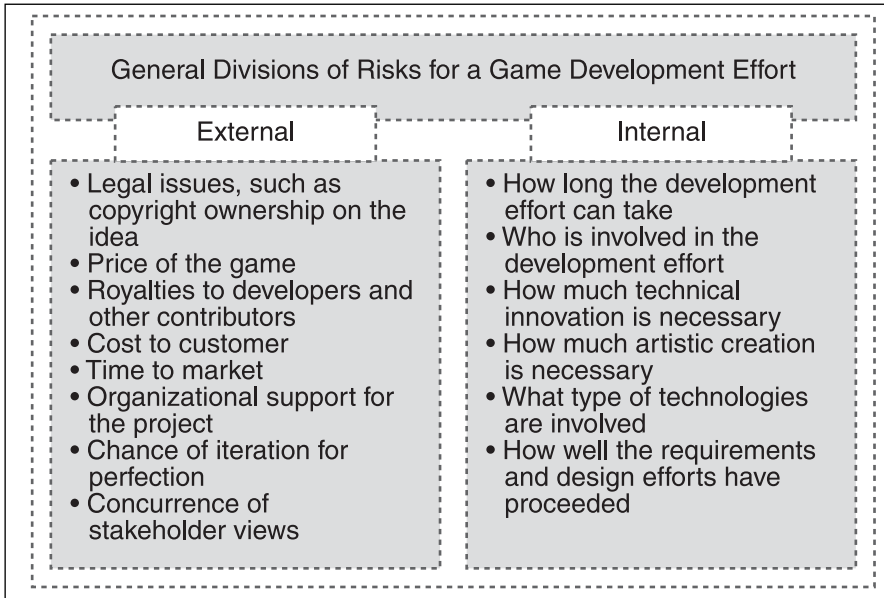 General Divisions of Risks for a Game Development Effort
External
• Legal issues, such as
copyright ownership on the
idea
• Price of the game
• Royalties to developers and
other contributors
• Cost to customer
• Time to market
• Organizational support for
the project
• Chance of iteration for
perfection
• Concurrence of
stakeholder views
Internal
• How long the development
effort can take
• Who is involved in the
development effort
• How much technical
innovation is necessary
• How much artistic creation
is necessary
• What type of technologies
are involved
• How well the requirements
and design efforts have
proceeded